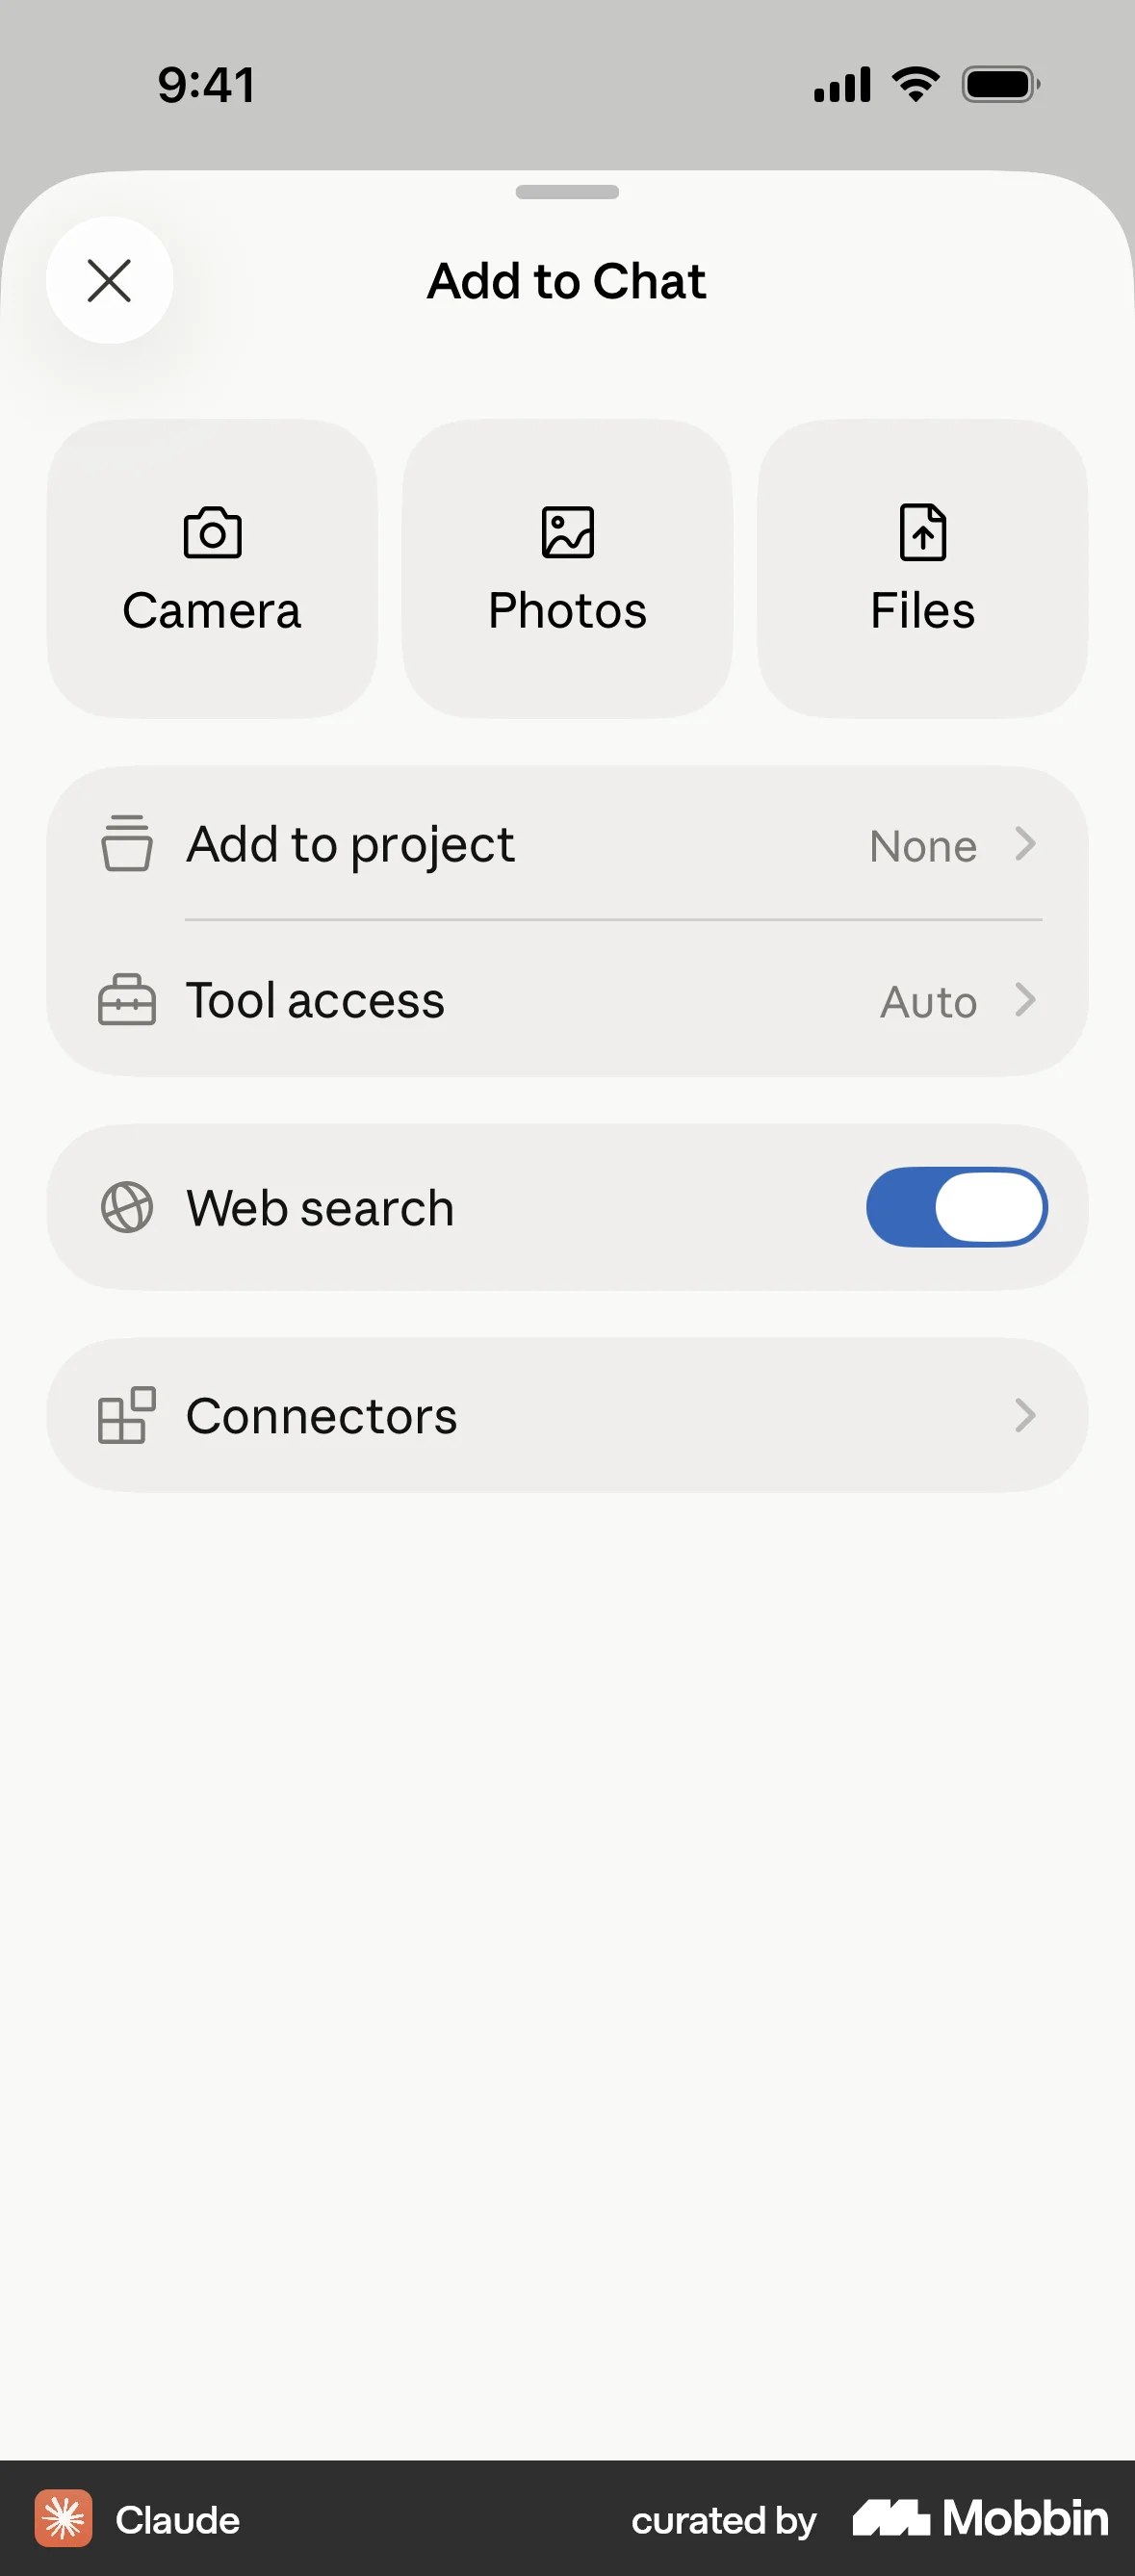 9:41
Add to Chat
Camera
Photos
Files
Add to project
None
Tool access
Auto
Web search
Connectors
Claude
curated by
Mobbin